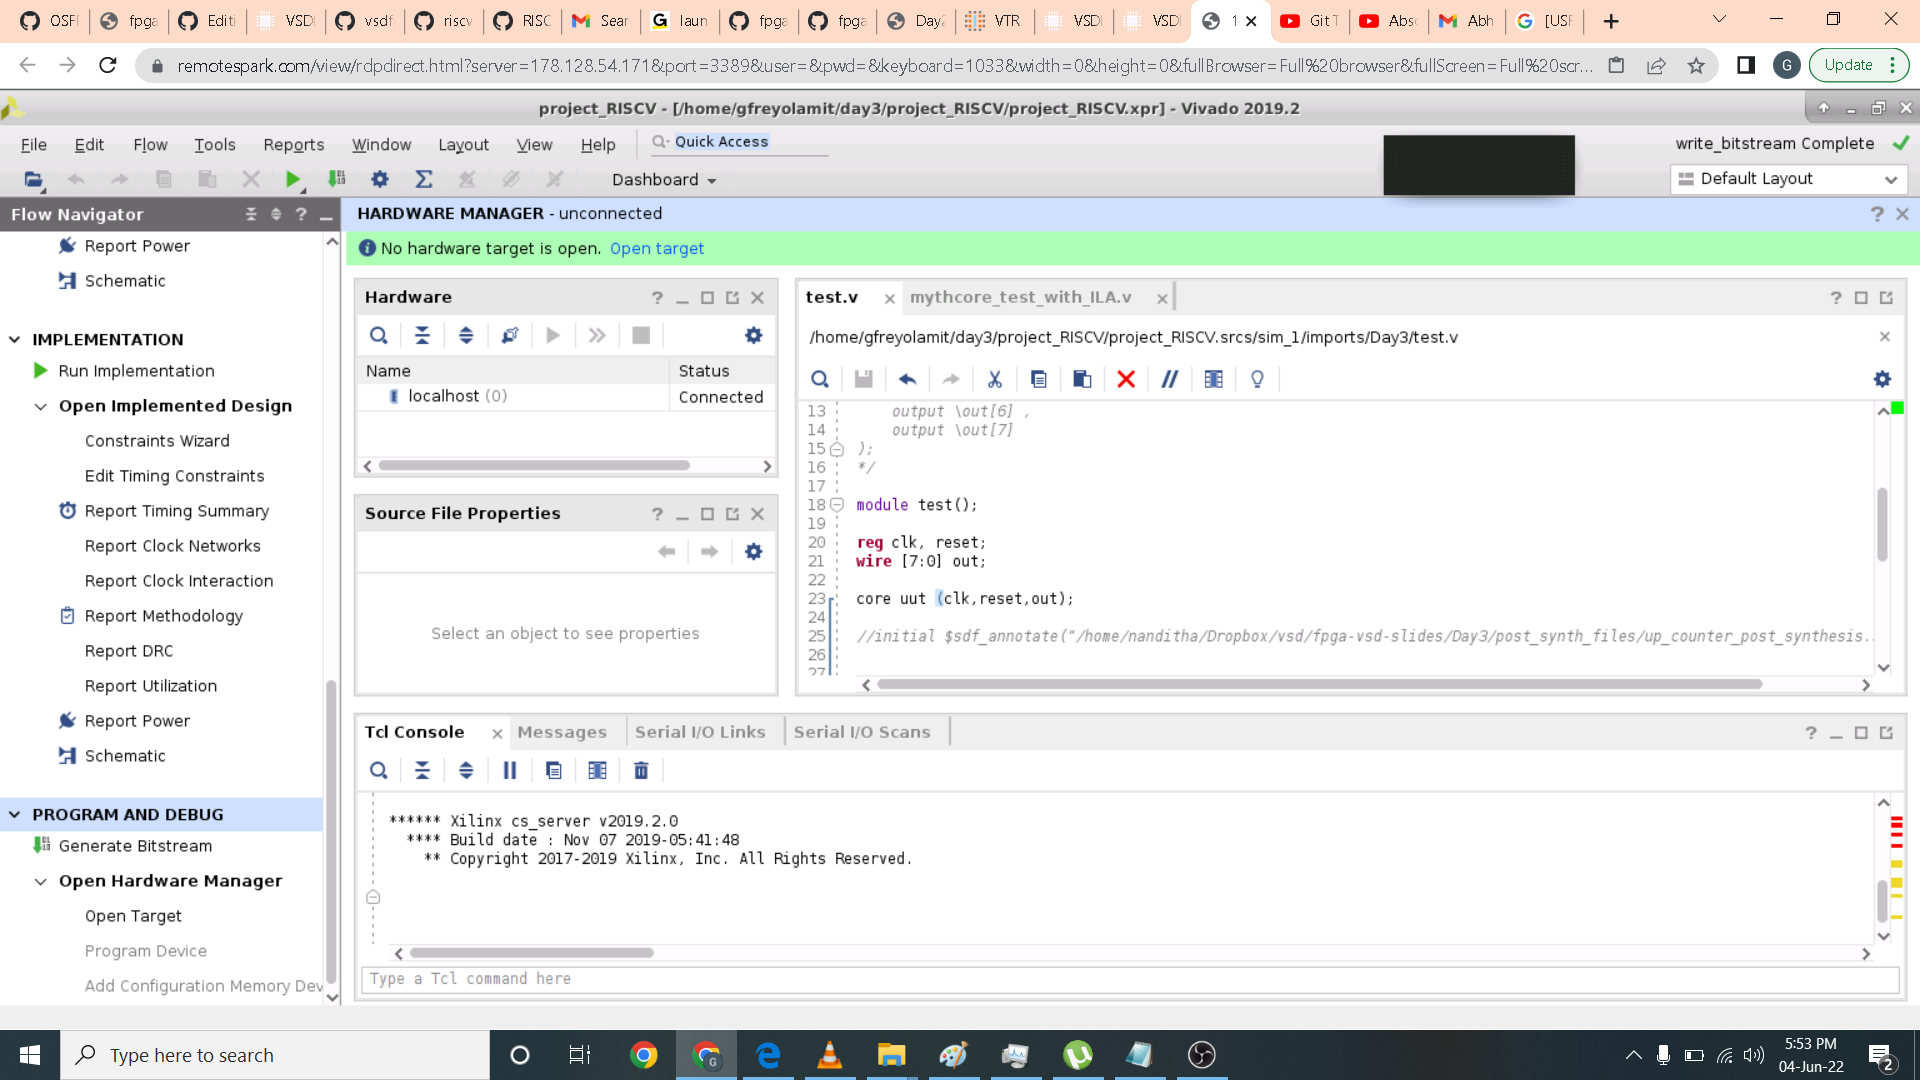 OSF
fpga
Editi
VSDI
vsdf
riscv
RISC
Sear
laun
fpga
fpga
Day2
VTR
VSDI
VSDI
1
Git T
Abso
Abh
[USF
remotespark.com/view/rdpdirect.html?server=178.128.54.171&port=3389&user=&pwd=&keyboard=1033&width=0&height=0&fullBrowser=Full%20browser&fullScreen=Full%20scr...
G
Update
project_RISCV - [/home/gfreyolamit/day3/project_RISCV/project_RISCV.xpr] - Vivado 2019.2
File Edit Flow Tools Reports Window Layout View Help
Quick Access
write_bitstream Complete
Dashboard
Default Layout
Flow Navigator
HARDWARE MANAGER - unconnected
No hardware target is open. Open target
Report Power
Schematic
IMPLEMENTATION
Run Implementation
Open Implemented Design
Constraints Wizard
Edit Timing Constraints
Report Timing Summary
Report Clock Networks
Report Clock Interaction
Report Methodology
Report DRC
Report Utilization
Report Power
Schematic
PROGRAM AND DEBUG
Generate Bitstream
Open Hardware Manager
Open Target
Program Device
Add Configuration Memory Dev
Hardware
Name Status
localhost (0) Connected
Source File Properties
Select an object to see properties
test.v
mythcore_test_with_ILA.v
/home/gfreyolamit/day3/project_RISCV/project_RISCV.srcs/sim_1/imports/Day3/test.v
13 output \out[6] ,
14 output \out[7]
15 );
16 */
17
18 module test();
19
20 reg clk, reset;
21 wire [7:0] out;
22
23 core uut (clk,reset,out);
24
25 //initial $sdf_annotate("/home/nanditha/Dropbox/vsd/fpga-vsd-slides/Day3/post_synth_files/up_counter_post_synthesis.
26
27
Tcl Console
Messages
Serial I/O Links
Serial I/O Scans
****** Xilinx cs_server v2019.2.0
**** Build date : Nov 07 2019-05:41:48
** Copyright 2017-2019 Xilinx, Inc. All Rights Reserved.
Type a Tcl command here
Type here to search
5:53 PM
04-Jun-22
2